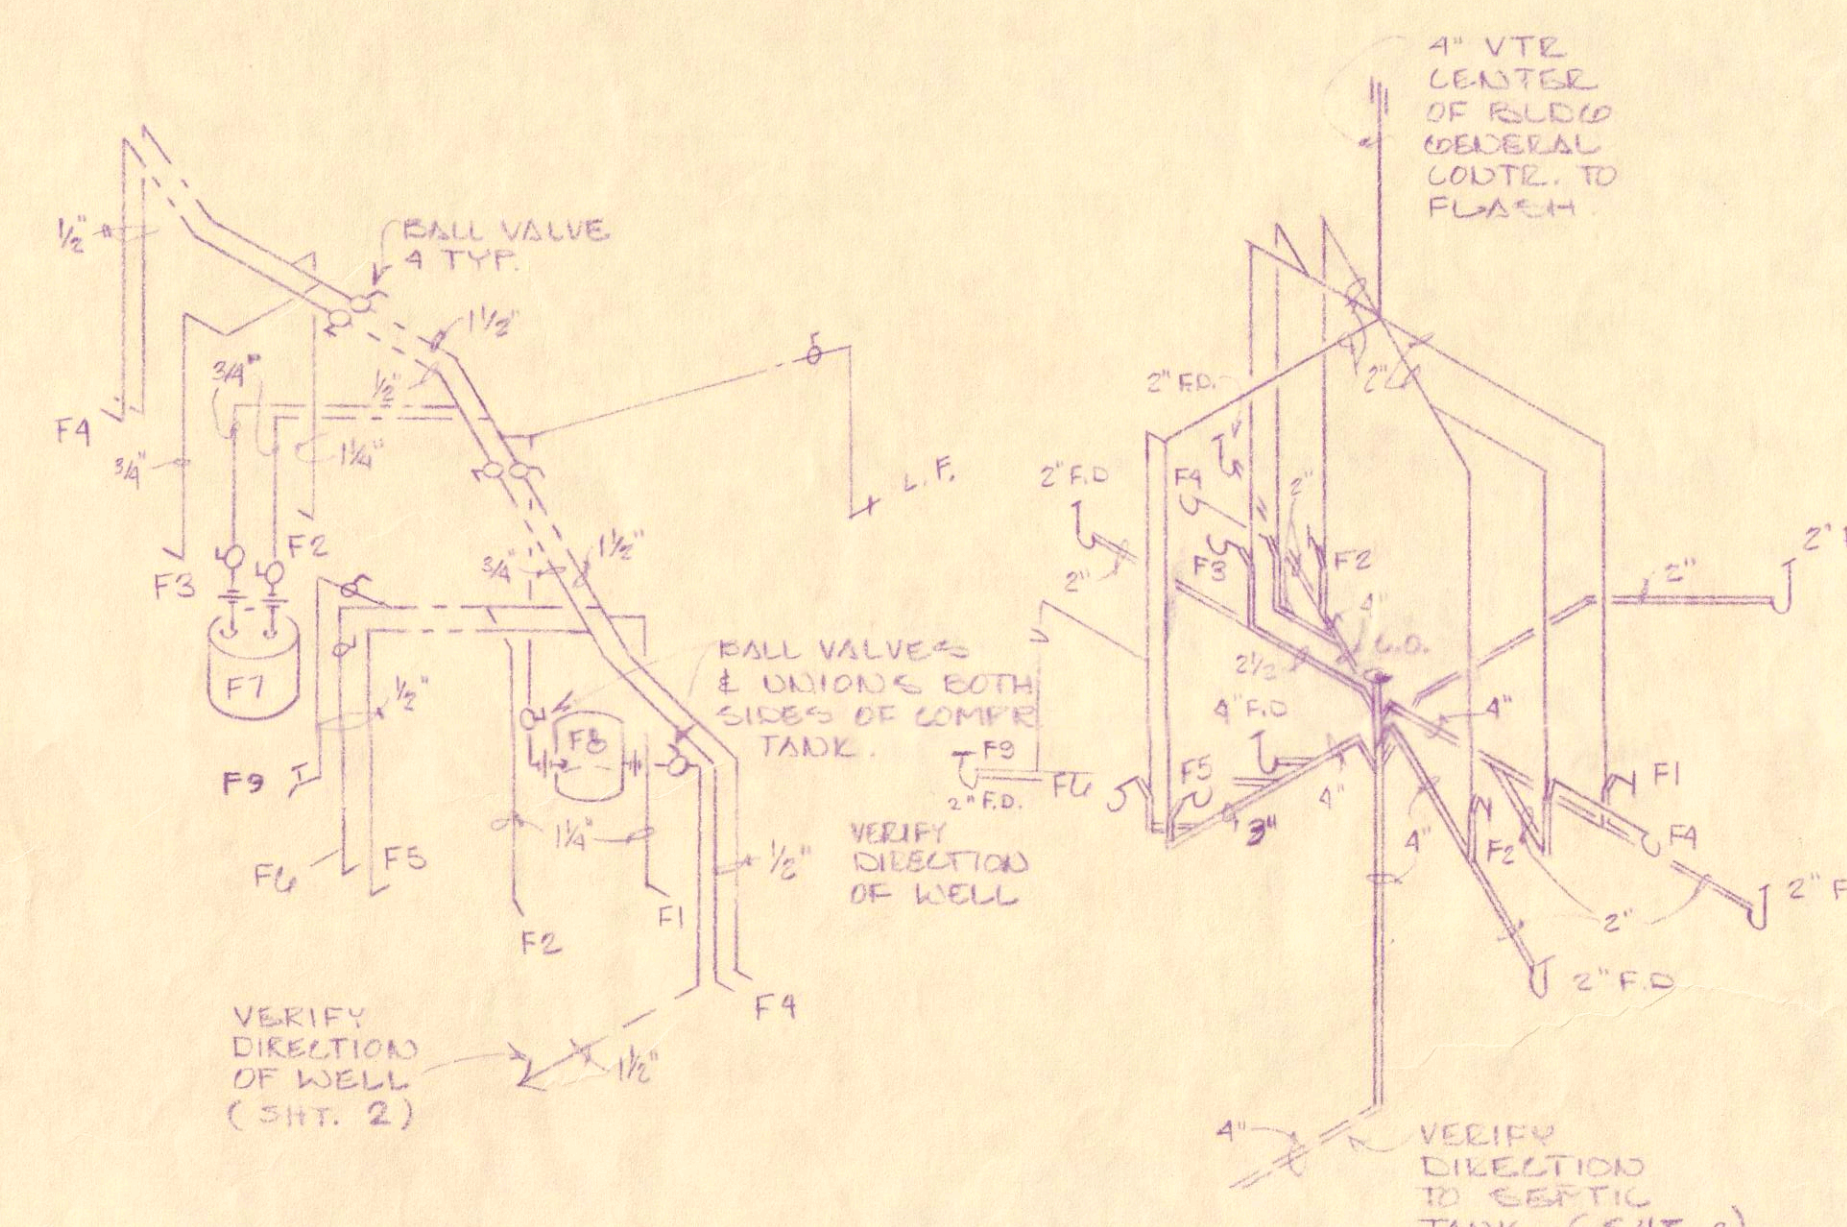 4" VTR
CENTER
OF BLDG
GENERAL
CONTR. TO
FLASH.
BALL VALVE
4 TYP.
1/2"
1 1/2"
3/4"
1/2"
1 1/4"
F4
3/4"
F3
F2
L.F.
3/4
1 1/2"
F7
BALL VALVES
& UNIONS BOTH
SIDES OF COMP'R
TANK.
F8
1/2"
F9
1 1/4"
F6
F5
F2
F1
1/2"
F4
VERIFY
DIRECTION
OF WELL
VERIFY
DIRECTION
OF WELL
(SHT. 2)
1 1/2"
2" F.D.
2"
2" F.D
F4
2"
2"
F3
F2
4"
C.O.
2"
2"
2 1/2
4" F.D
4"
F9
2" F.D.
F6
F5
3"
4"
4"
F1
F4
F2
2"
2" F
2" F.D
4"
VERIFY
DIRECTION
TO SEPTIC
TANK